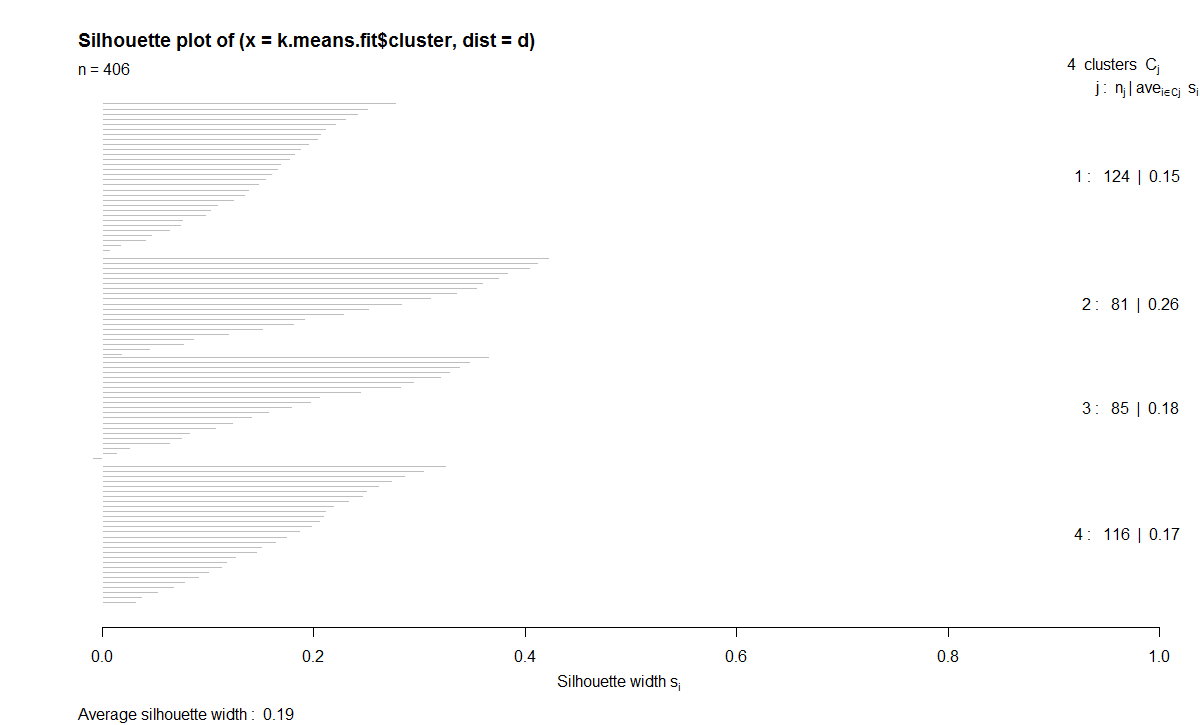 Silhouette plot of (x = k.means.fit$cluster, dist = d)
n = 406
4 clusters Cj
j : nj | avei∈Cj si
1 : 124 | 0.15
2 : 81 | 0.26
3 : 85 | 0.18
4 : 116 | 0.17
0.0 0.2 0.4 0.6 0.8 1.0
Silhouette width si
Average silhouette width : 0.19